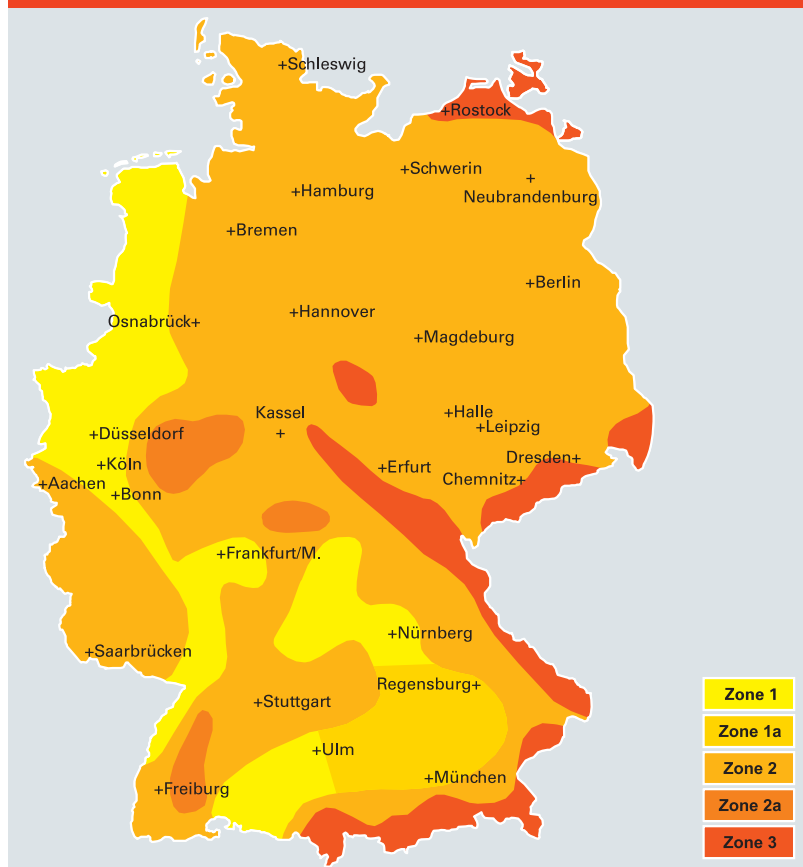 +Schleswig
+Rostock
+Schwerin
+
Neubrandenburg
+Hamburg
+Bremen
+Berlin
+Hannover
Osnabrück+
+Magdeburg
Kassel
+
+Halle
+Leipzig
+Düsseldorf
Dresden+
+Köln
+Erfurt
Chemnitz+
+Aachen
+Bonn
+Frankfurt/M.
+Nürnberg
+Saarbrücken
Regensburg+
+Stuttgart
+Ulm
+München
+Freiburg
Zone 1
Zone 1a
Zone 2
Zone 2a
Zone 3